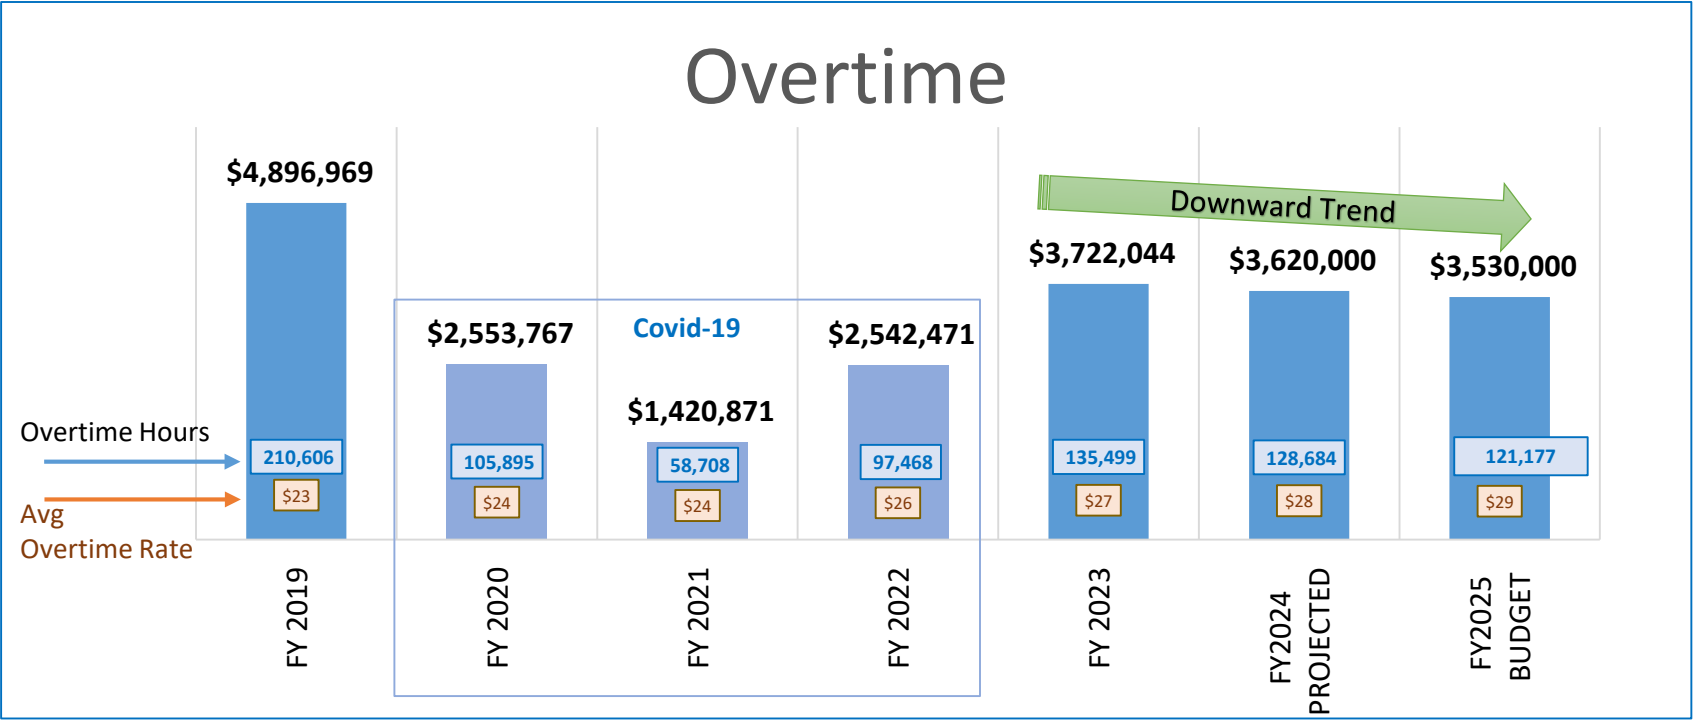 Overtime
$4,896,969
Downward Trend
$3,722,044
$3,620,000
$3,530,000
Covid-19
$2,553,767
$2,542,471
$1,420,871
Overtime Hours
210,606
105,895
58,708
97,468
135,499
128,684
121,177
$23
$24
$24
$26
$27
$28
$29
Avg
Overtime Rate
FY 2019
FY 2020
FY 2021
FY 2022
FY 2023
FY2024
PROJECTED
FY2025
BUDGET